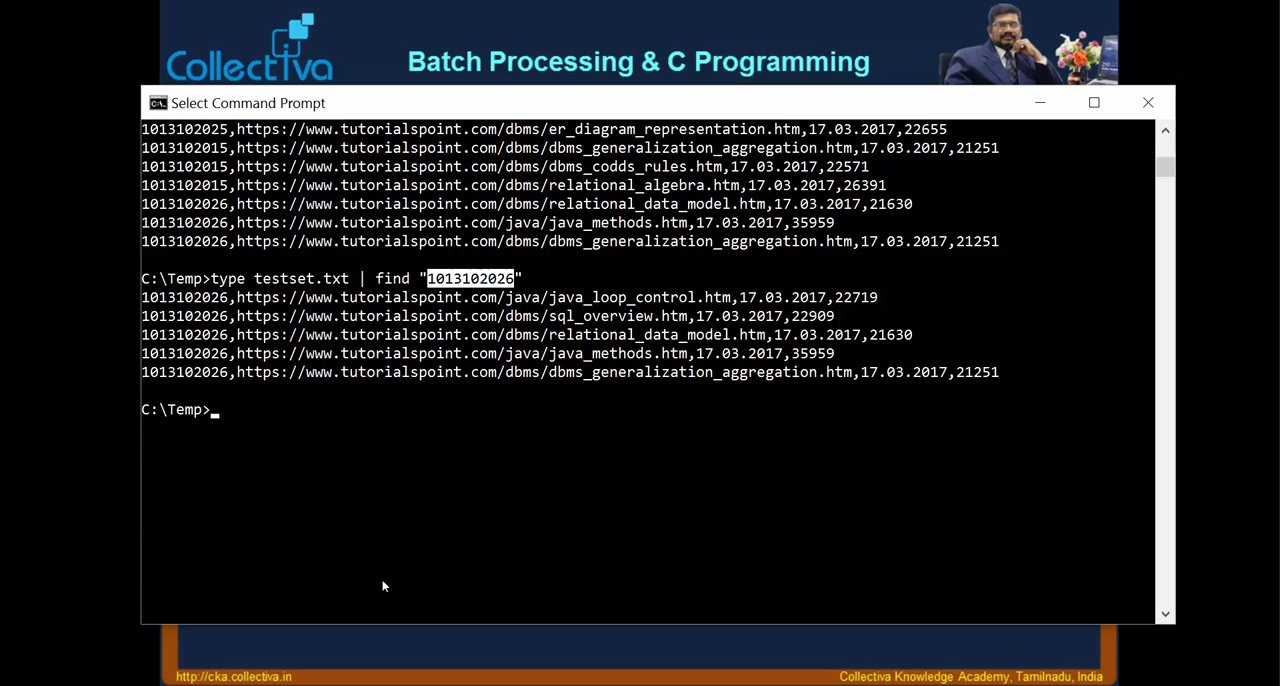 Collectiva
Batch Processing & C Programming
C:\. Select Command Prompt
1013102025,https://www.tutorialspoint.com/dbms/er_diagram_representation.htm,17.03.2017,22655
1013102015,https://www.tutorialspoint.com/dbms/dbms_generalization_aggregation.htm,17.03.2017,21251
1013102015,https://www.tutorialspoint.com/dbms/dbms_codds_rules.htm,17.03.2017,22571
1013102015,https://www.tutorialspoint.com/dbms/relational_algebra.htm,17.03.2017,26391
1013102026,https://www.tutorialspoint.com/dbms/relational_data_model.htm,17.03.2017,21630
1013102026,https://www.tutorialspoint.com/java/java_methods.htm,17.03.2017,35959
1013102026,https://www.tutorialspoint.com/dbms/dbms_generalization_aggregation.htm,17.03.2017,21251
C:\Temp>type testset.txt | find "1013102026"
1013102026,https://www.tutorialspoint.com/java/java_loop_control.htm,17.03.2017,22719
1013102026,https://www.tutorialspoint.com/dbms/sql_overview.htm,17.03.2017,22909
1013102026,https://www.tutorialspoint.com/dbms/relational_data_model.htm,17.03.2017,21630
1013102026,https://www.tutorialspoint.com/java/java_methods.htm,17.03.2017,35959
1013102026,https://www.tutorialspoint.com/dbms/dbms_generalization_aggregation.htm,17.03.2017,21251
C:\Temp>_
http://cka.collectiva.in
Collectiva Knowledge Academy, Tamilnadu, India